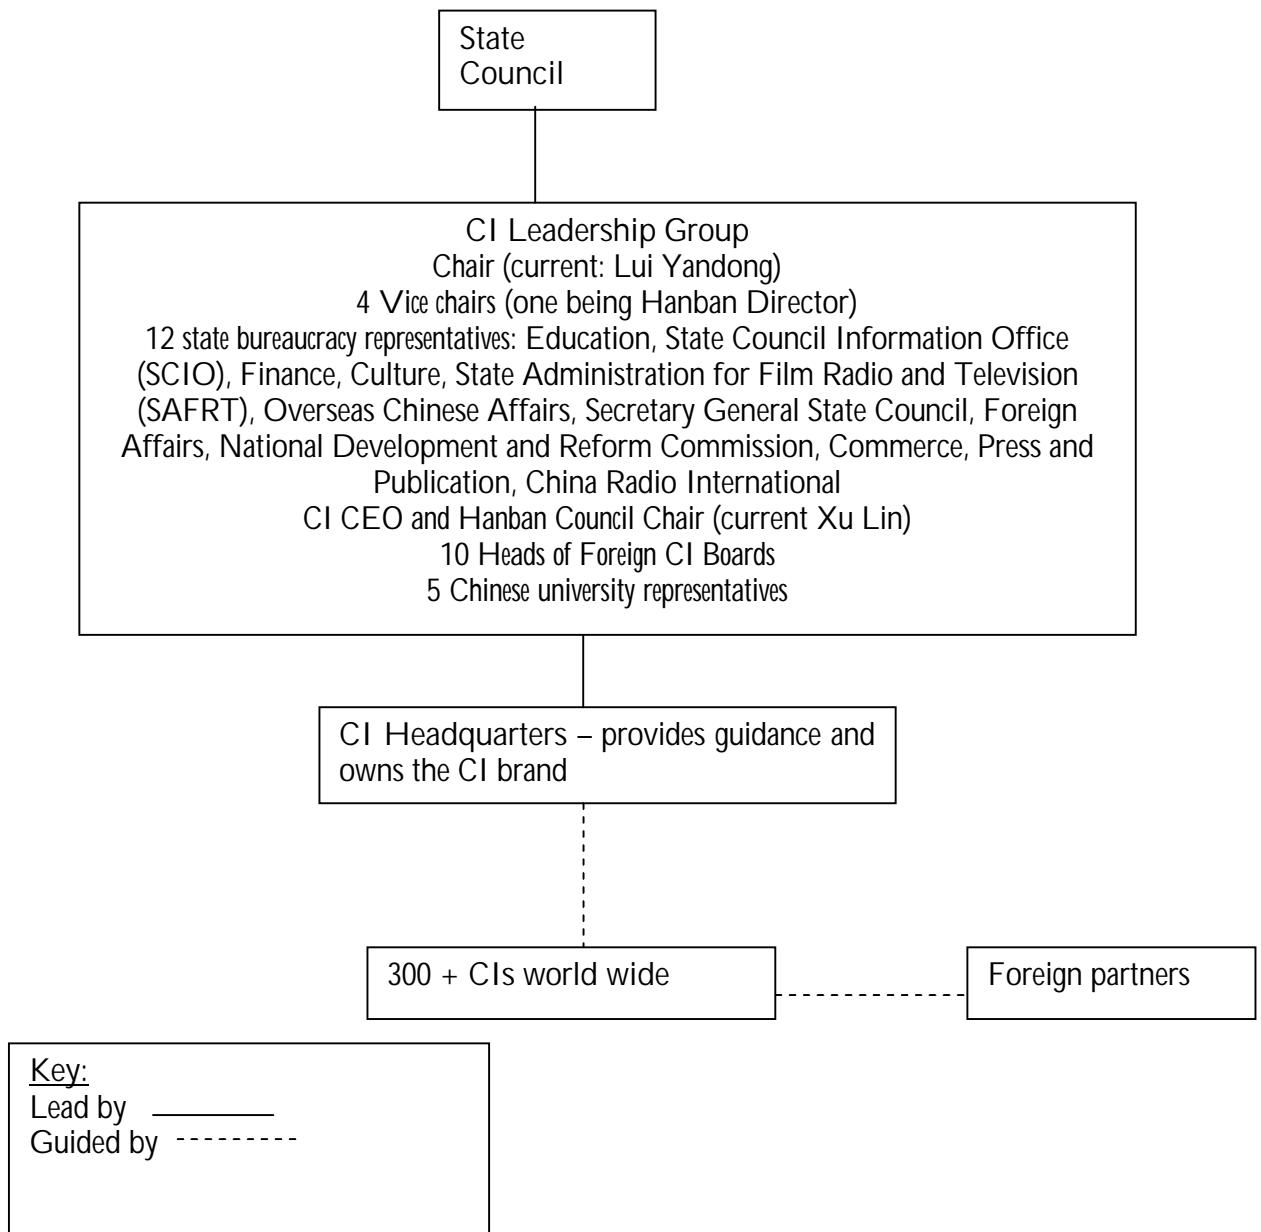 State
Council
CI Leadership Group
Chair (current: Lui Yandong)
4 Vice chairs (one being Hanban Director)
12 state bureaucracy representatives: Education, State Council Information Office
(SCIO), Finance, Culture, State Administration for Film Radio and Television
(SAFRT), Overseas Chinese Affairs, Secretary General State Council, Foreign
Affairs, National Development and Reform Commission, Commerce, Press and
Publication, China Radio International
CI CEO and Hanban Council Chair (current Xu Lin)
10 Heads of Foreign CI Boards
5 Chinese university representatives
CI Headquarters – provides guidance and
owns the CI brand
300 + CIs world wide
Foreign partners
Key:
Lead by
Guided by